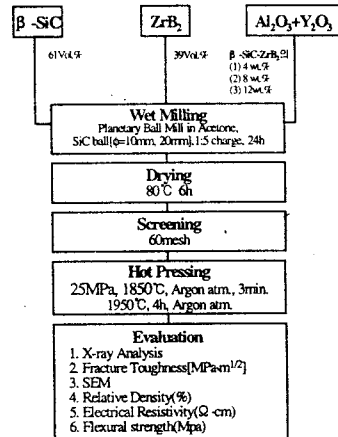 β-SiC
ZrB₂
Al₂O₃+Y₂O₃
61Vol.%
39Vol.%
β-SiC-ZrB₂의
(1) 4 wt.%
(2) 8 wt.%
(3) 12wt.%
Wet Milling
Planetary Ball Mill in Acetone,
SiC ball[ϕ=10mm, 20mm],1:5 charge, 24h
Drying
80℃ 6h
Screening
60mesh
Hot Pressing
25MPa, 1850℃, Argon atm., 3min.
1950℃, 4h, Argon atm.
Evaluation
1. X-ray Analysis
2. Fracture Toughness[MPa·m^1/2]
3. SEM
4. Relative Density(%)
5. Electrical Resistivity(Ω·cm)
6. Flexural strength(Mpa)